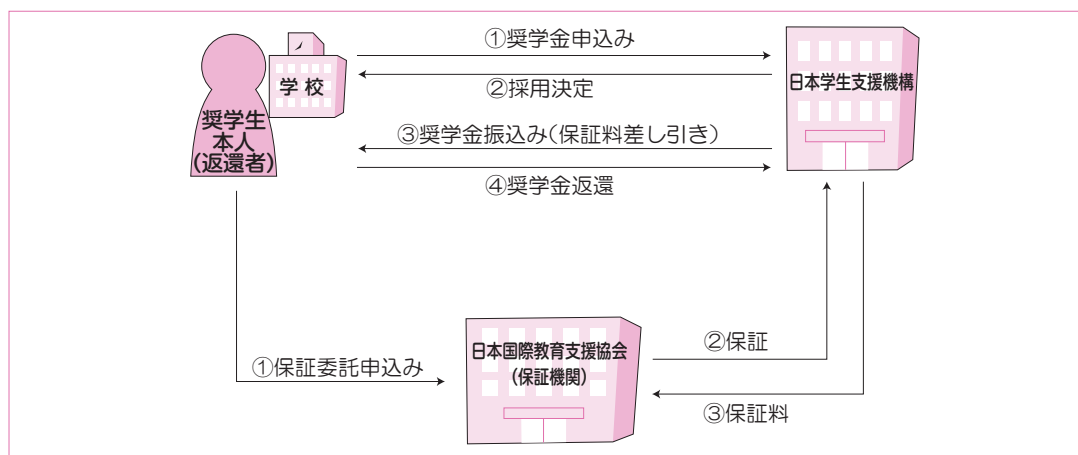 ①奨学金申込み
学校
②採用決定
日本学生支援機構
奨学生
本人
(返還者)
③奨学金振込み(保証料差し引き)
④奨学金返還
①保証委託申込み
日本国際教育支援協会
(保証機関)
②保証
③保証料